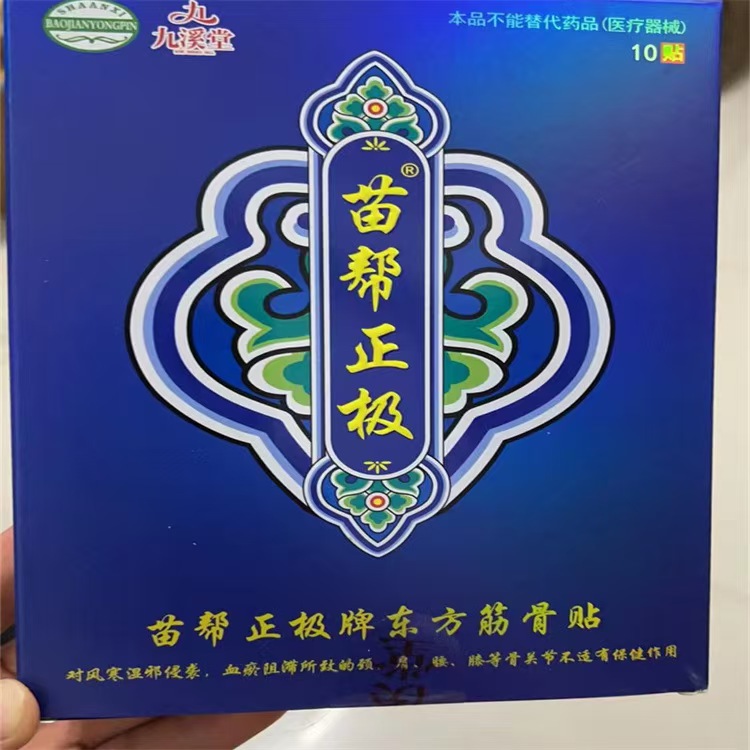 SHAANXI
BAOJIANYONGPIN
九溪堂
本品不能替代药品(医疗器械)
10贴
苗帮正极®
苗帮正极牌东方筋骨贴
对风寒湿邪侵袭，血瘀阻滞所致的颈、肩、腰、膝等骨关节不适有保健作用